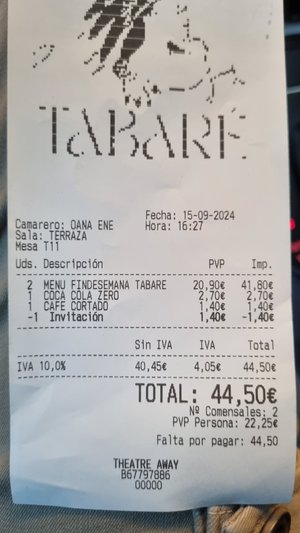 TABARE
Fecha: 15-09-2024
Camarero: OANA ENE Hora: 16:27
Sala: TERRAZA
Mesa T11
Uds. Descripción PVP Imp.
2 MENU FINDESEMANA TABARE 20,90€ 41,80€
1 COCA COLA ZERO 2,70€ 2,70€
1 CAFE CORTADO 1,40€ 1,40€
-1 Invitación 1,40€ -1,40€
Sin IVA IVA Total
IVA 10,0% 40,45€ 4,05€ 44,50€
TOTAL: 44,50€
Nº Comensales: 2
PVP Persona: 22,25€
Falta por pagar: 44,50
THEATRE AWAY
B67797886
00000